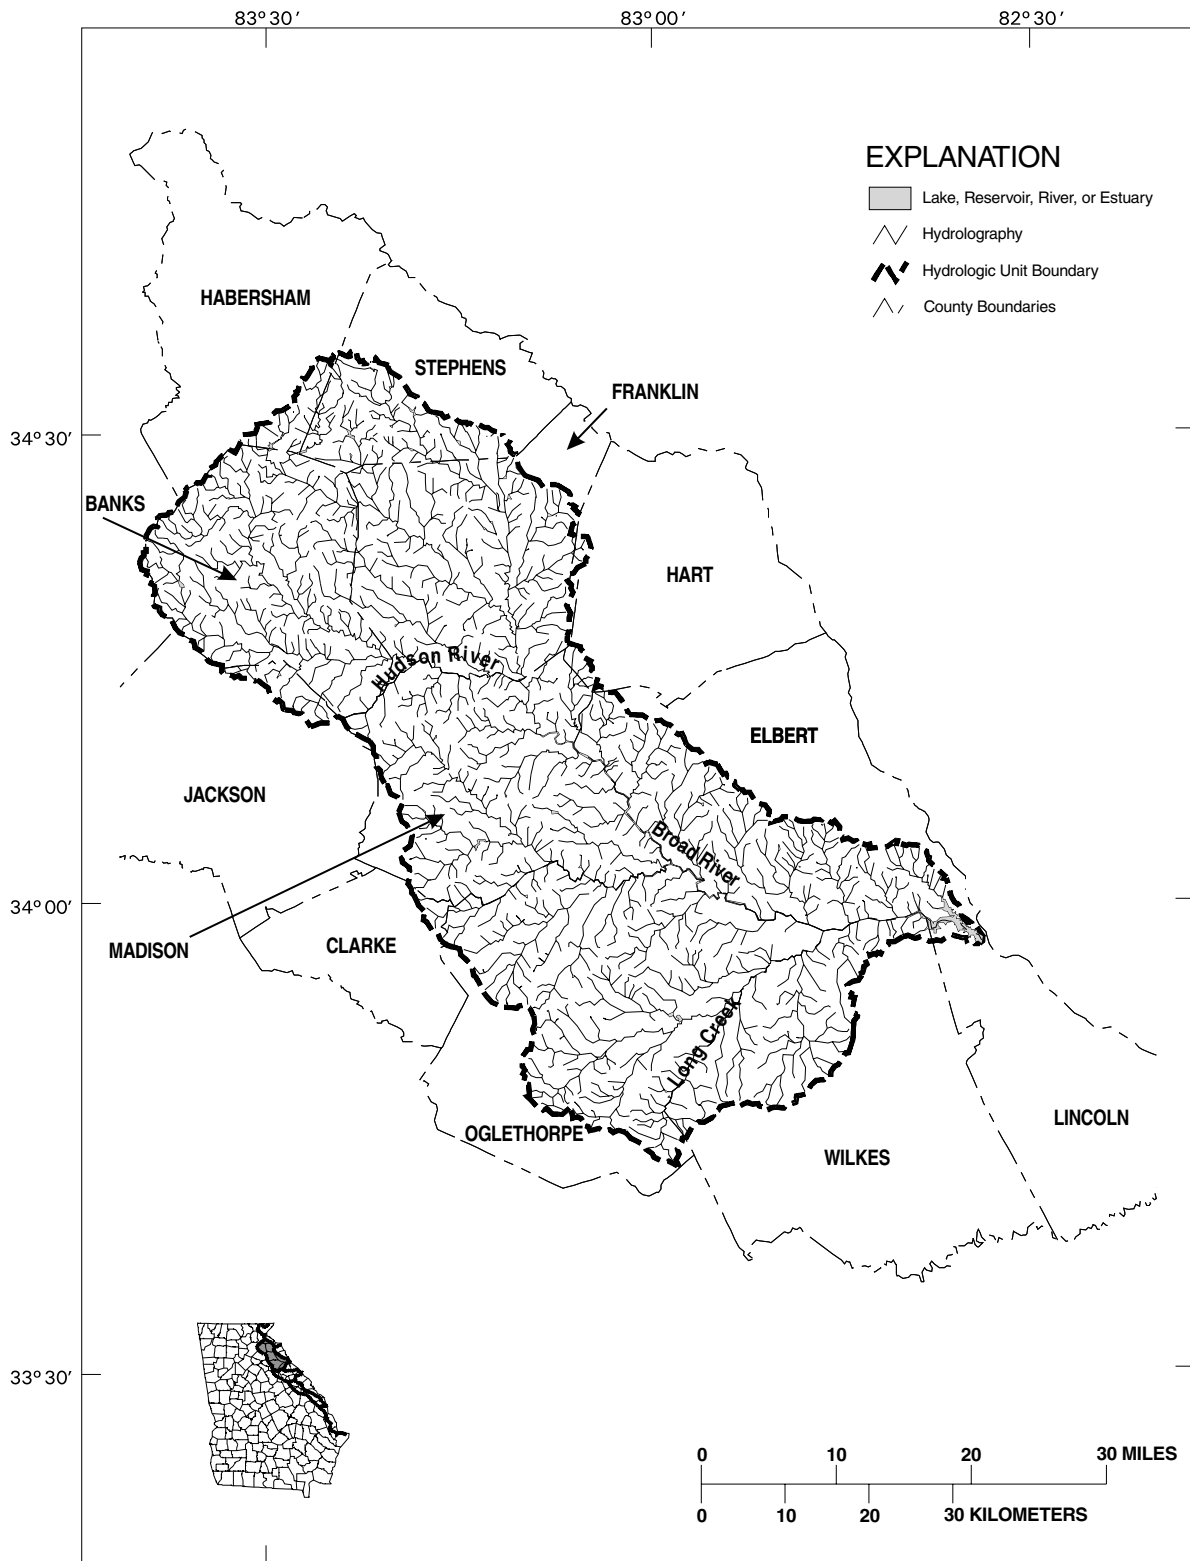 83° 30′ 83° 00′ 82° 30′
EXPLANATION
Lake, Reservoir, River, or Estuary
Hydrolography
Hydrologic Unit Boundary
County Boundaries
HABERSHAM
STEPHENS
FRANKLIN
34° 30′
BANKS
HART
Hudson River
ELBERT
JACKSON
Broad River
34° 00′
CLARKE
MADISON
Long Creek
LINCOLN
OGLETHORPE
WILKES
33° 30′
0 10 20 30 MILES
0 10 20 30 KILOMETERS